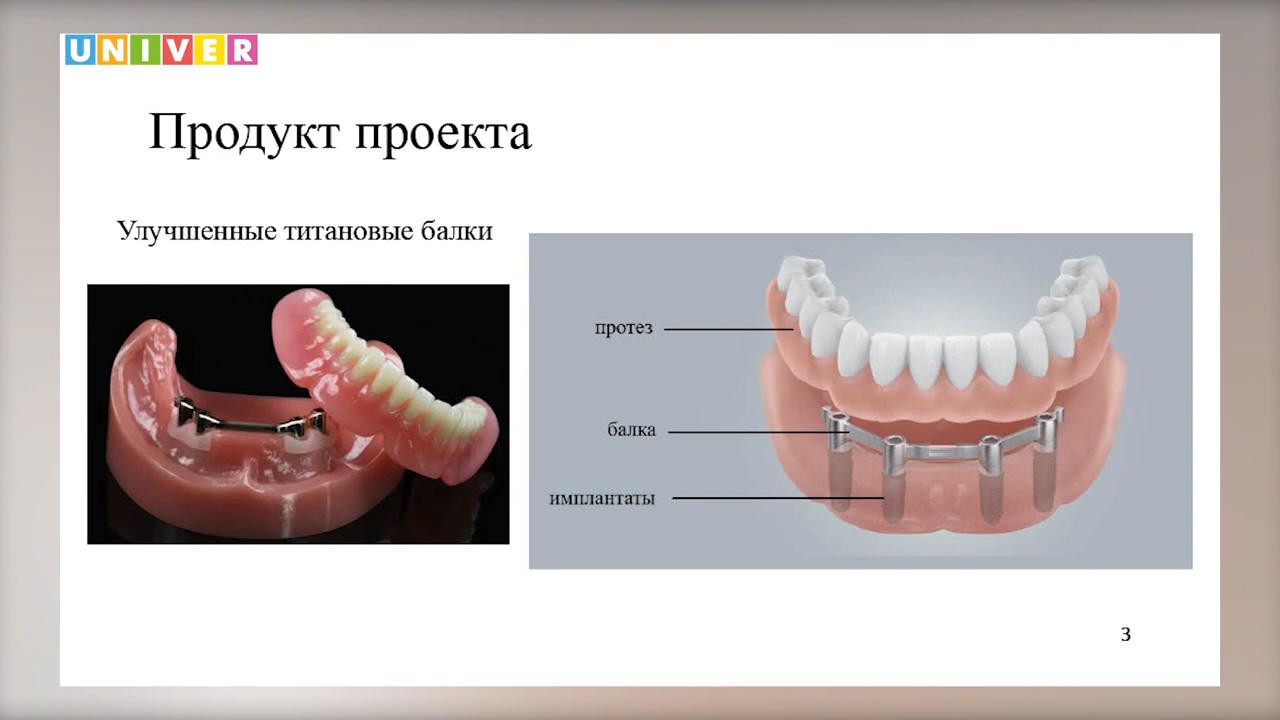 UNIVER
Продукт проекта
Улучшенные титановые балки
протез
балка
имплантаты
3